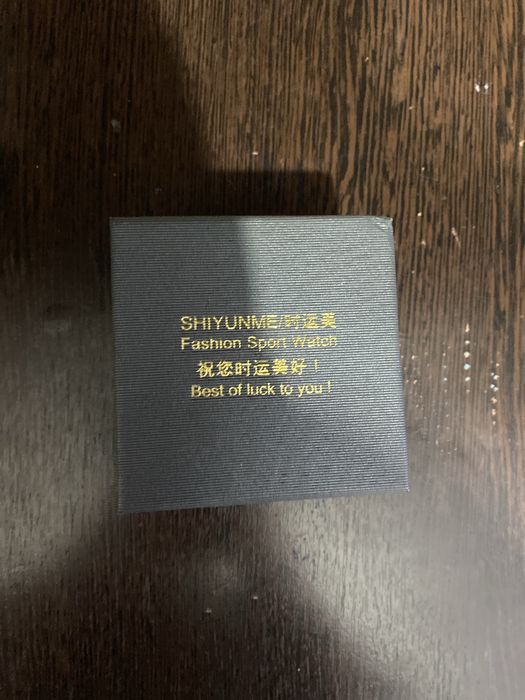 SHIYUNME/时运美
Fashion Sport Watch
祝您时运美好！
Best of luck to you !